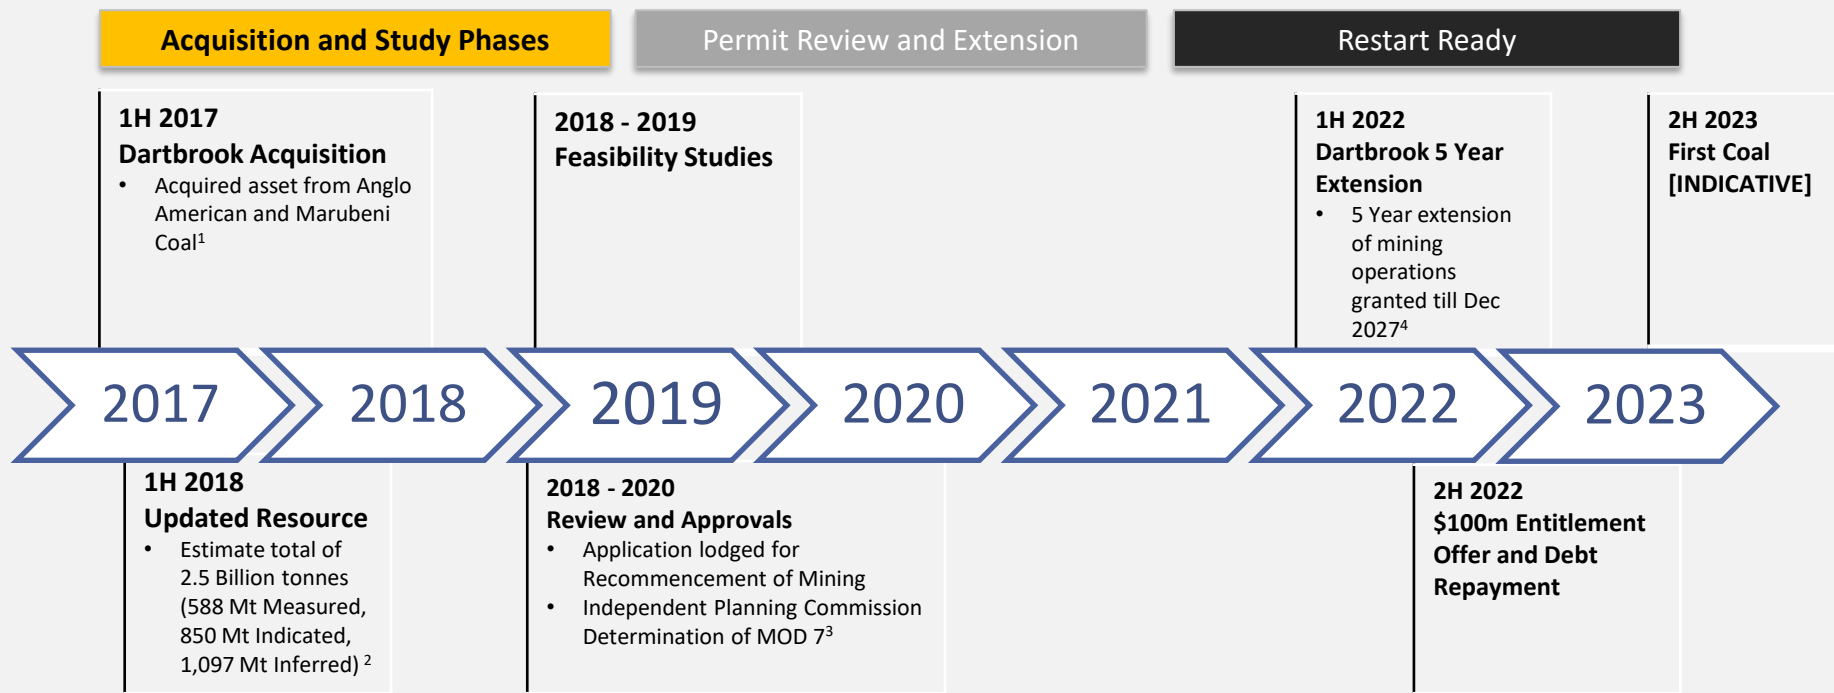 Acquisition and Study Phases
Permit Review and Extension
Restart Ready
1H 2017
Dartbrook Acquisition
• Acquired asset from Anglo
American and Marubeni
Coal¹
2018 - 2019
Feasibility Studies
1H 2022
Dartbrook 5 Year
Extension
• 5 Year extension
of mining
operations
granted till Dec
2027⁴
2H 2023
First Coal
[INDICATIVE]
2017
2018
2019
2020
2021
2022
2023
1H 2018
Updated Resource
• Estimate total of
2.5 Billion tonnes
(588 Mt Measured,
850 Mt Indicated,
1,097 Mt Inferred) ²
2018 - 2020
Review and Approvals
• Application lodged for
Recommencement of Mining
• Independent Planning Commission
Determination of MOD 7³
2H 2022
$100m Entitlement
Offer and Debt
Repayment